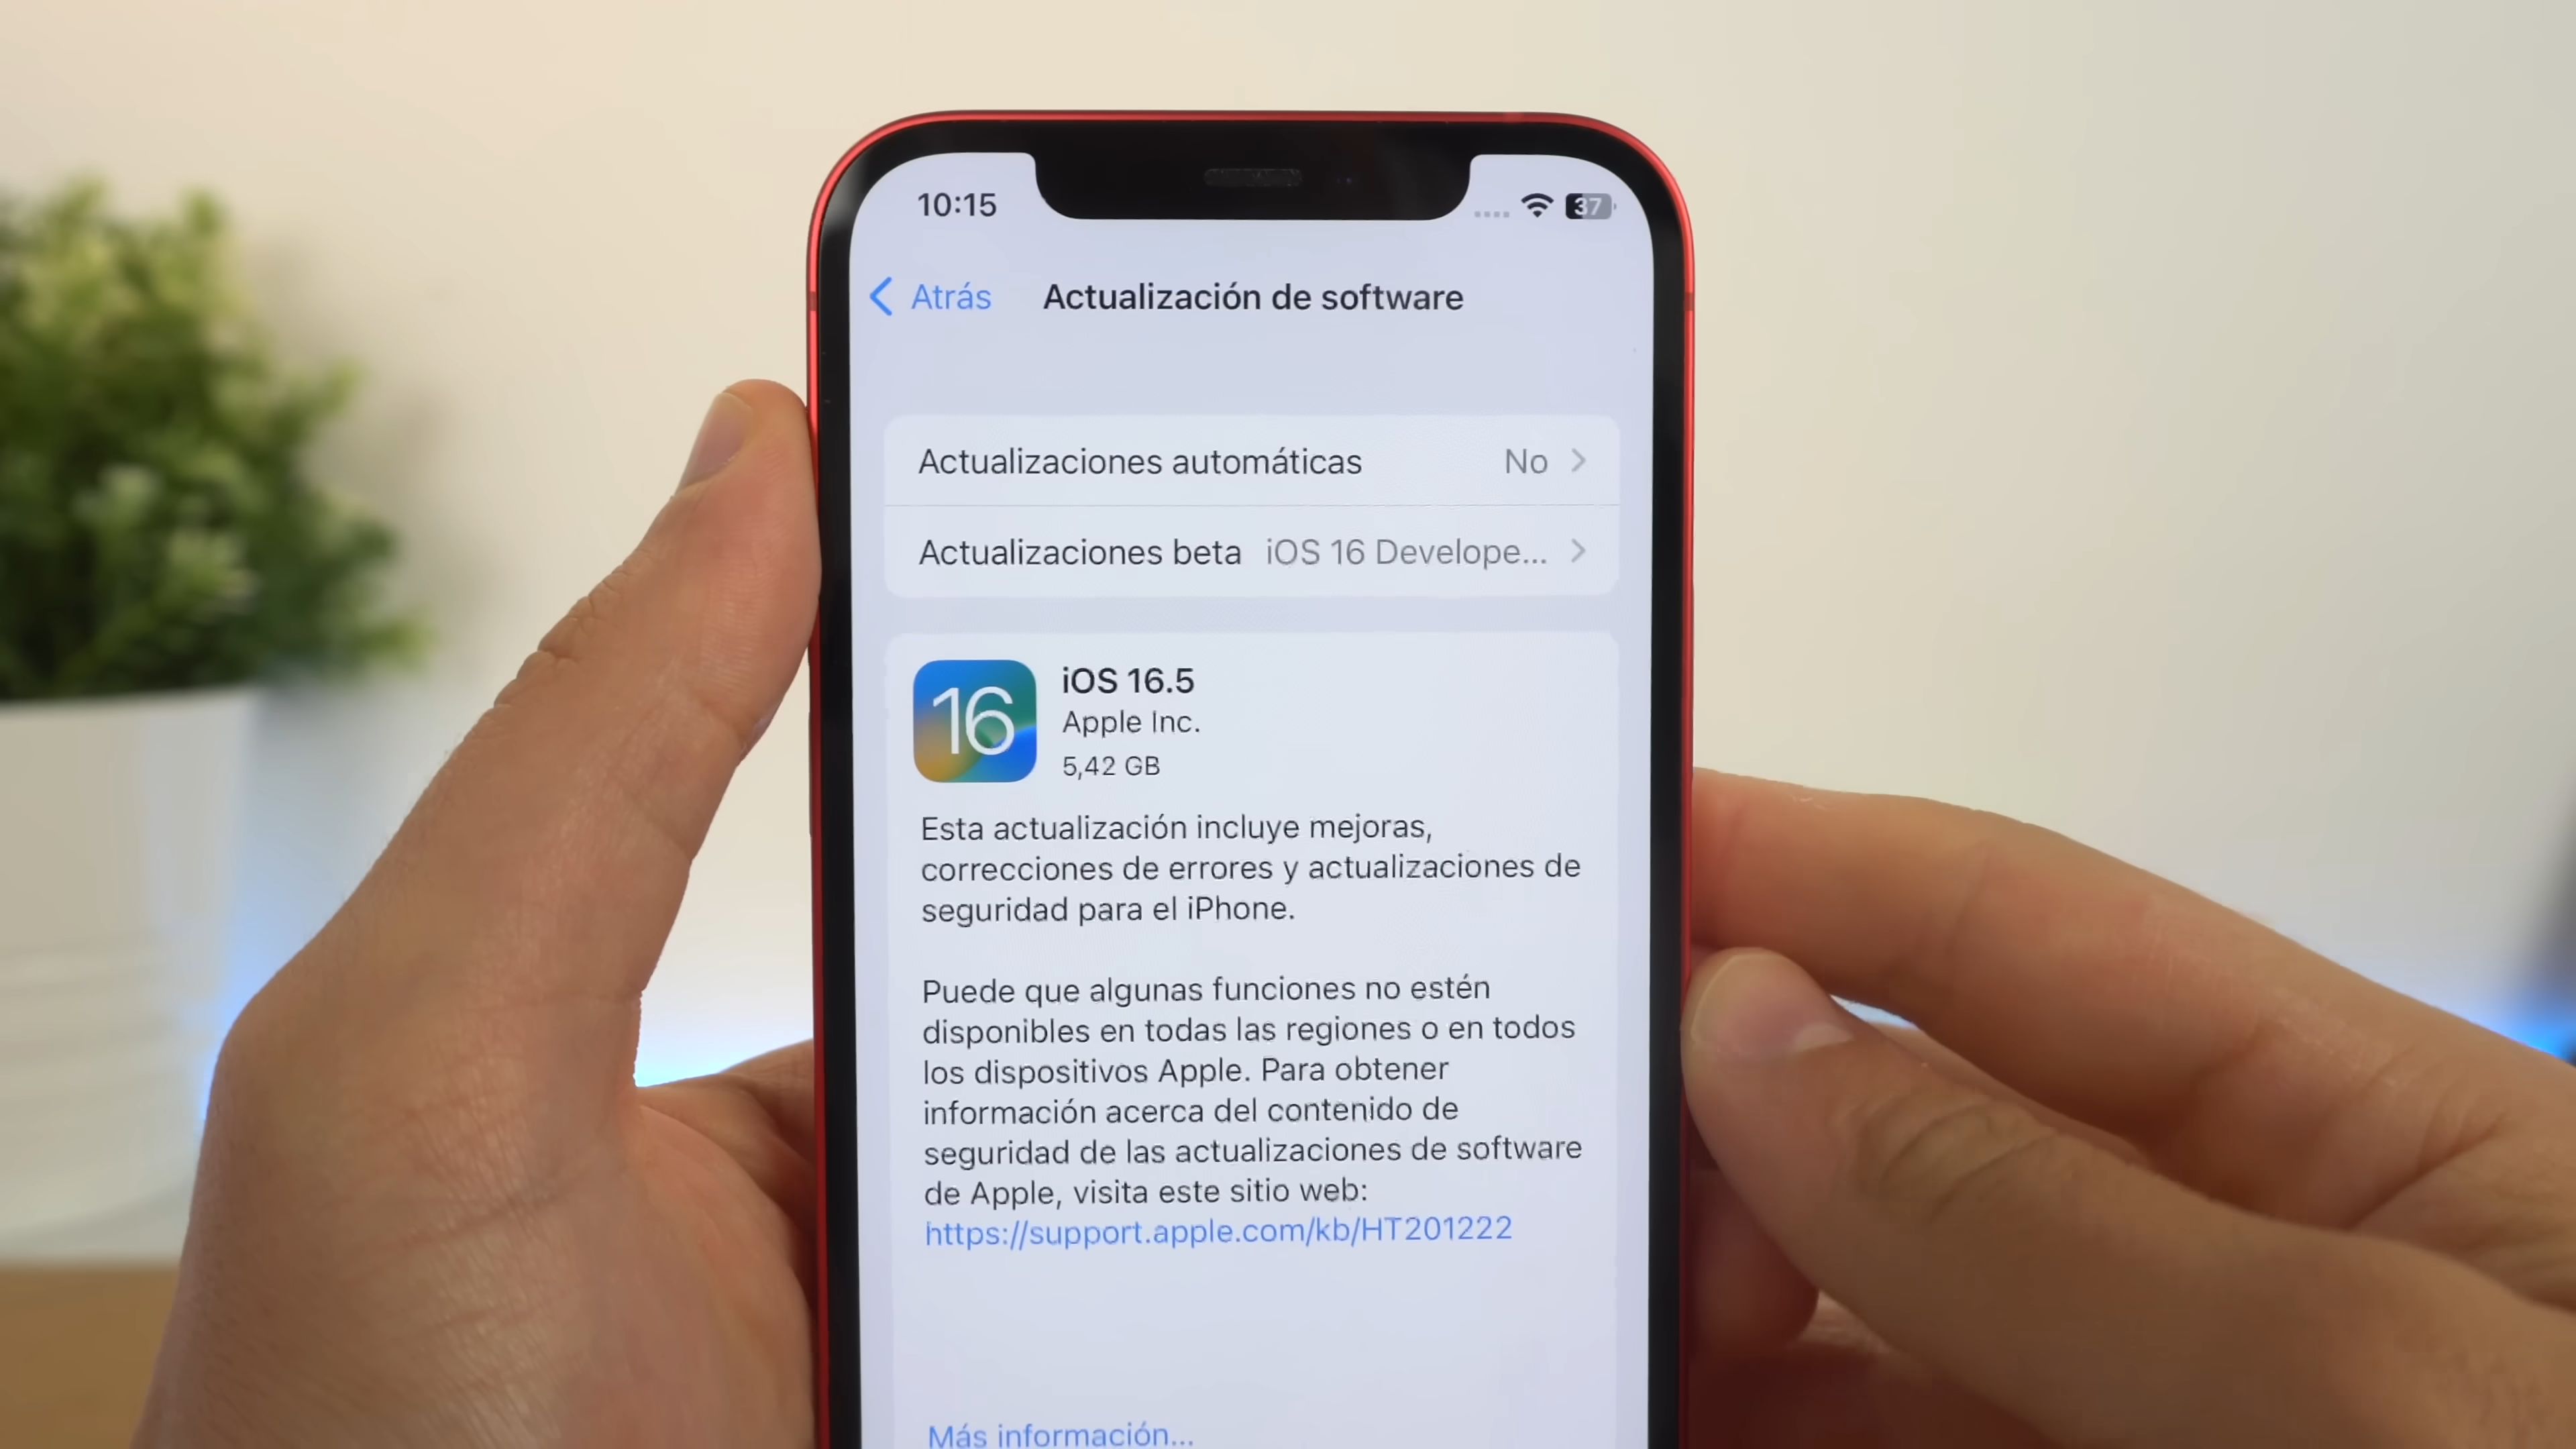 10:15
37
Atrás
Actualización de software
Actualizaciones automáticas No
Actualizaciones beta iOS 16 Develope...
16
iOS 16.5
Apple Inc.
5,42 GB
Esta actualización incluye mejoras,
correcciones de errores y actualizaciones de
seguridad para el iPhone.
Puede que algunas funciones no estén
disponibles en todas las regiones o en todos
los dispositivos Apple. Para obtener
información acerca del contenido de
seguridad de las actualizaciones de software
de Apple, visita este sitio web:
https://support.apple.com/kb/HT201222
Más información...